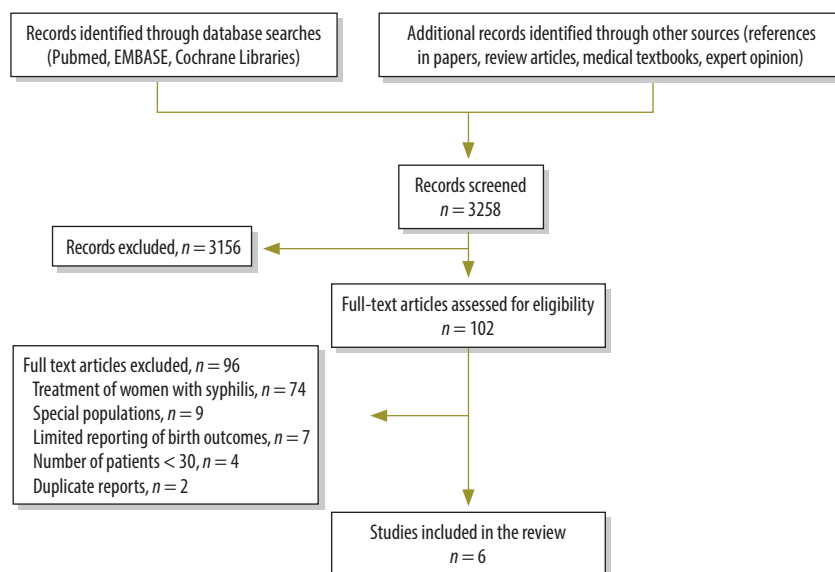 Records identified through database searches
(Pubmed, EMBASE, Cochrane Libraries)
Additional records identified through other sources (references
in papers, review articles, medical textbooks, expert opinion)
Records screened
n = 3258
Records excluded, n = 3156
Full-text articles assessed for eligibility
n = 102
Full text articles excluded, n = 96
Treatment of women with syphilis, n = 74
Special populations, n = 9
Limited reporting of birth outcomes, n = 7
Number of patients < 30, n = 4
Duplicate reports, n = 2
Studies included in the review
n = 6